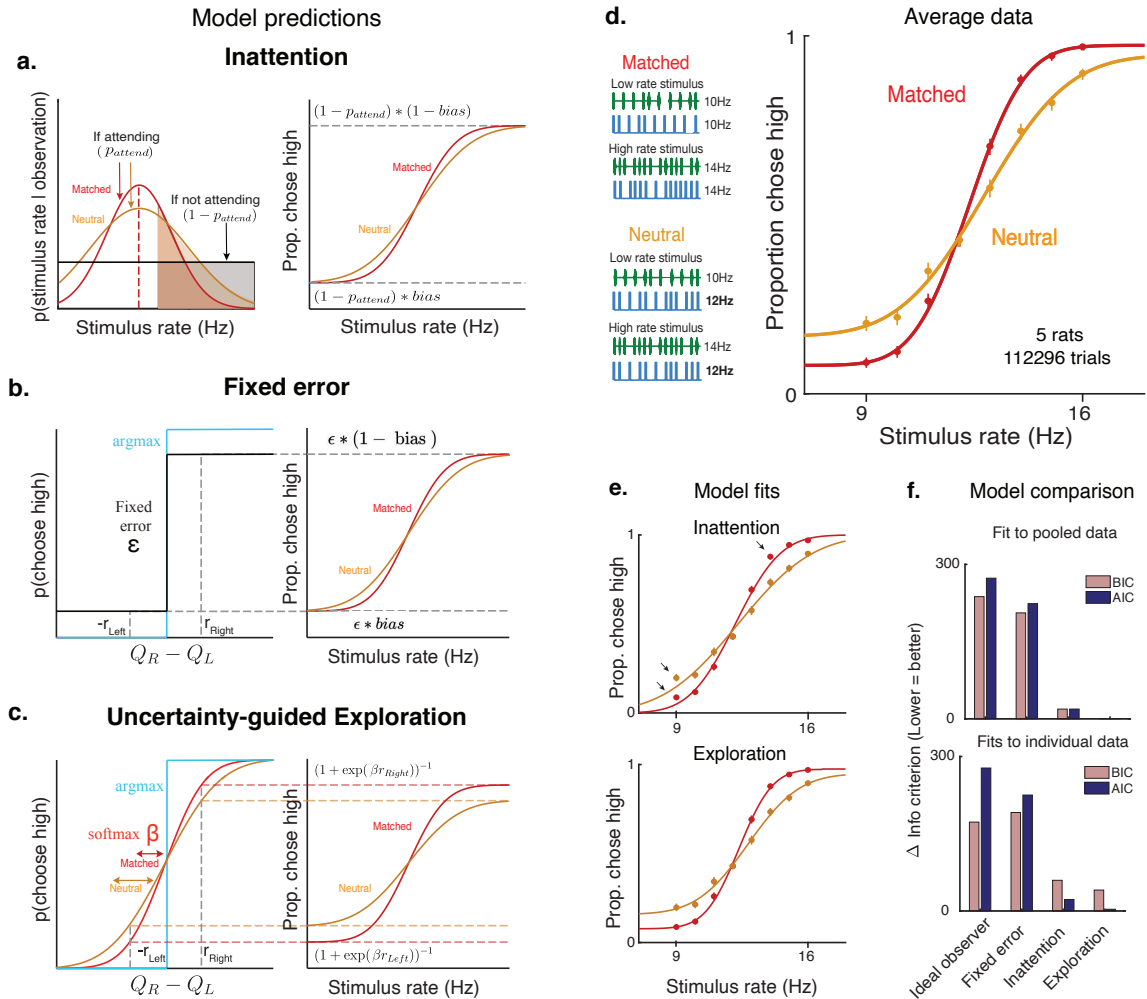 Model predictions
a.
Inattention
p(stimulus rate | observation)
If attending
(p_attend)
Matched
Neutral
If not attending
(1 − p_attend)
Stimulus rate (Hz)
Prop. chose high
(1 − p_attend) * (1 − bias)
Matched
Neutral
(1 − p_attend) * bias
Stimulus rate (Hz)
b.
Fixed error
p(choose high)
argmax
Fixed
error
ε
-r_Left
r_Right
Q_R − Q_L
Prop. chose high
ϵ * (1 − bias )
Matched
Neutral
ϵ * bias
Stimulus rate (Hz)
c.
Uncertainty-guided Exploration
p(choose high)
argmax
softmax β
Matched
Neutral
-r_Left
r_Right
Q_R − Q_L
Prop. chose high
(1 + exp(βr_Right))^−1
Matched
Neutral
(1 + exp(βr_Left))^−1
Stimulus rate (Hz)
d.
Average data
Matched
Low rate stimulus
10Hz
10Hz
High rate stimulus
14Hz
14Hz
Neutral
Low rate stimulus
10Hz
12Hz
High rate stimulus
14Hz
12Hz
Proportion chose high
1
0
Matched
Neutral
5 rats
112296 trials
9
16
Stimulus rate (Hz)
e.
Model fits
Inattention
Prop. chose high
1
0
9
16
Exploration
Prop. chose high
1
0
9
16
Stimulus rate (Hz)
f.
Model comparison
Fit to pooled data
300
0
BIC
AIC
Δ Info criterion (Lower = better)
Fits to individual data
300
0
BIC
AIC
Ideal observer
Fixed error
Inattention
Exploration